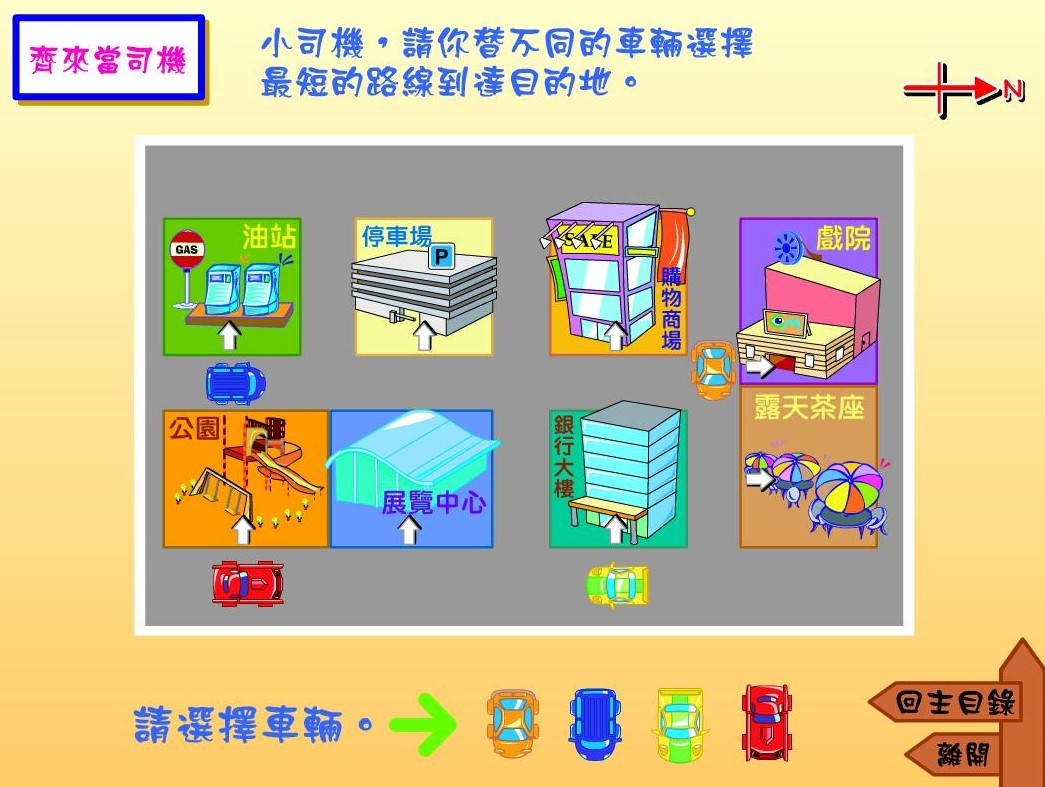 齊來當司機
小司機，請你替不同的車輛選擇
最短的路線到達目的地。
N
GAS
油站
停車場
P
SALE
購物商場
戲院
公園
展覽中心
銀行大樓
露天茶座
請選擇車輛。
回主目錄
離開